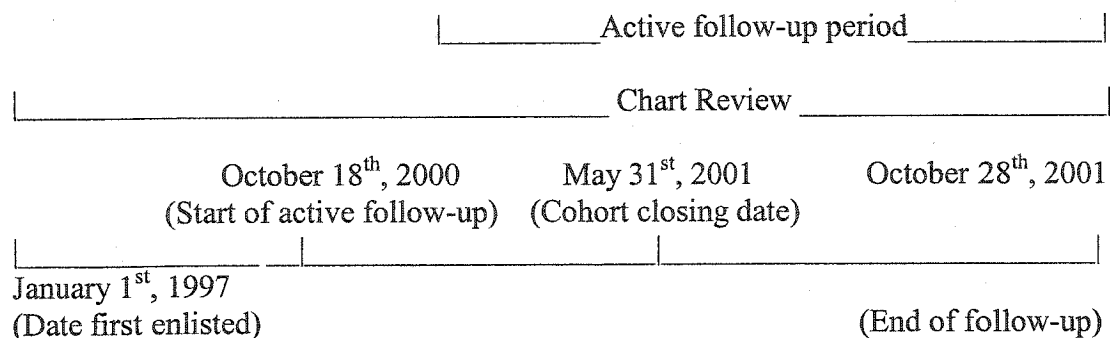 Active follow-up period
Chart Review
October 18th, 2000 May 31st, 2001 October 28th, 2001
(Start of active follow-up) (Cohort closing date)
January 1st, 1997
(Date first enlisted) (End of follow-up)